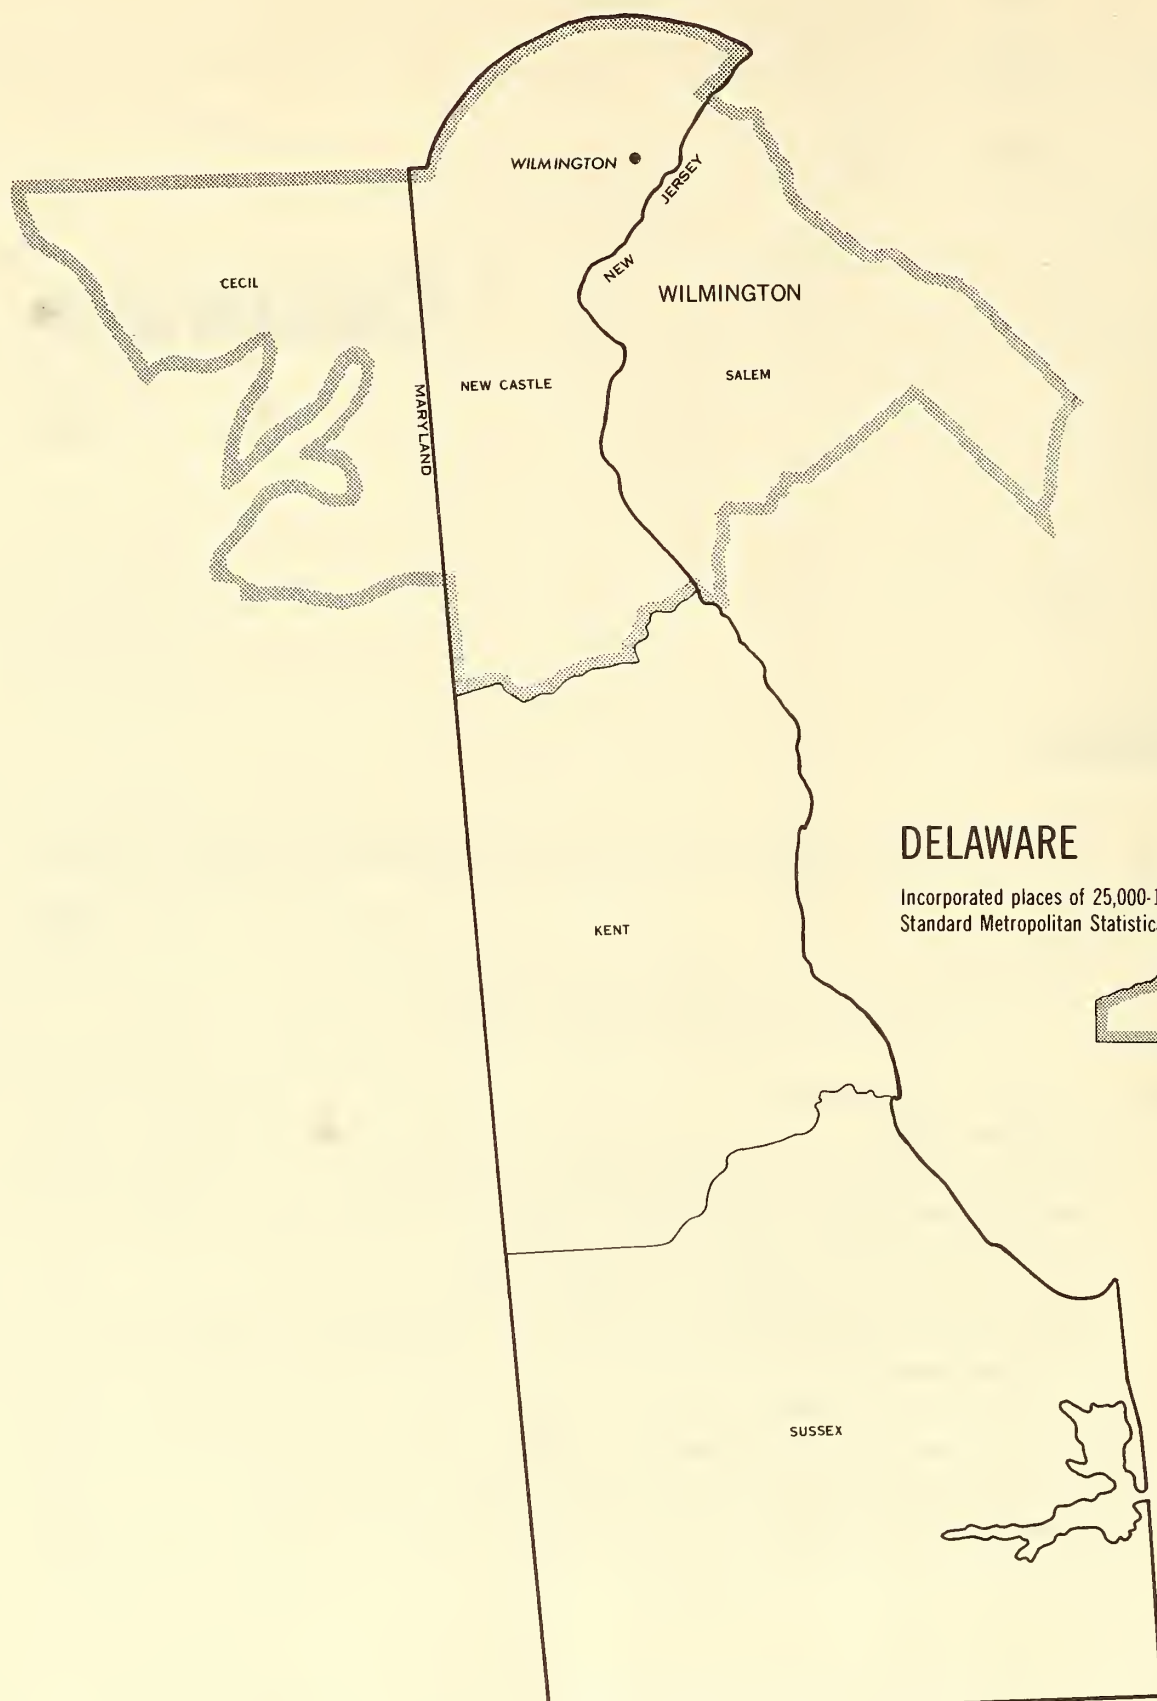 WILMINGTON
NEW JERSEY
CECIL
WILMINGTON
MARYLAND
NEW CASTLE
SALEM
DELAWARE
Incorporated places of 25,000-
Standard Metropolitan
KENT
SUSSEX